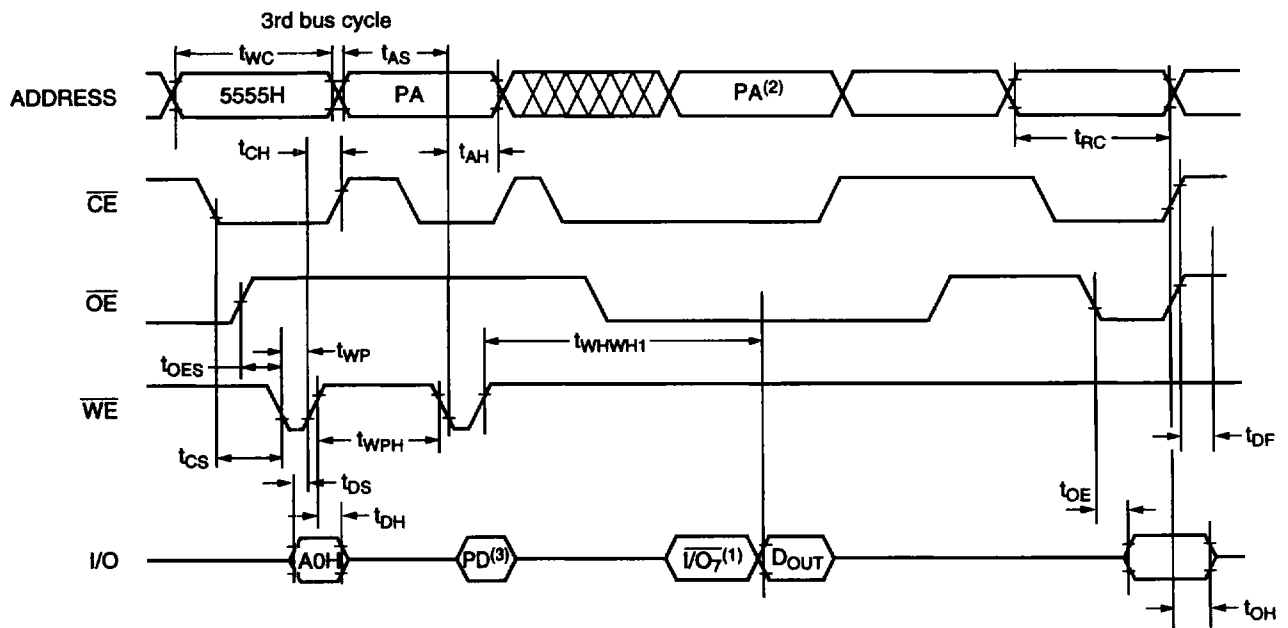 3rd bus cycle
tWC tAS
ADDRESS 5555H PA PA(2)
tCH tAH tRC
CE
OE
tWP tWHWH1
tOES
WE
tWPH tDF
tCS
tDS tOE
tDH
I/O A0H PD(3) I/O7(1) DOUT
tOH